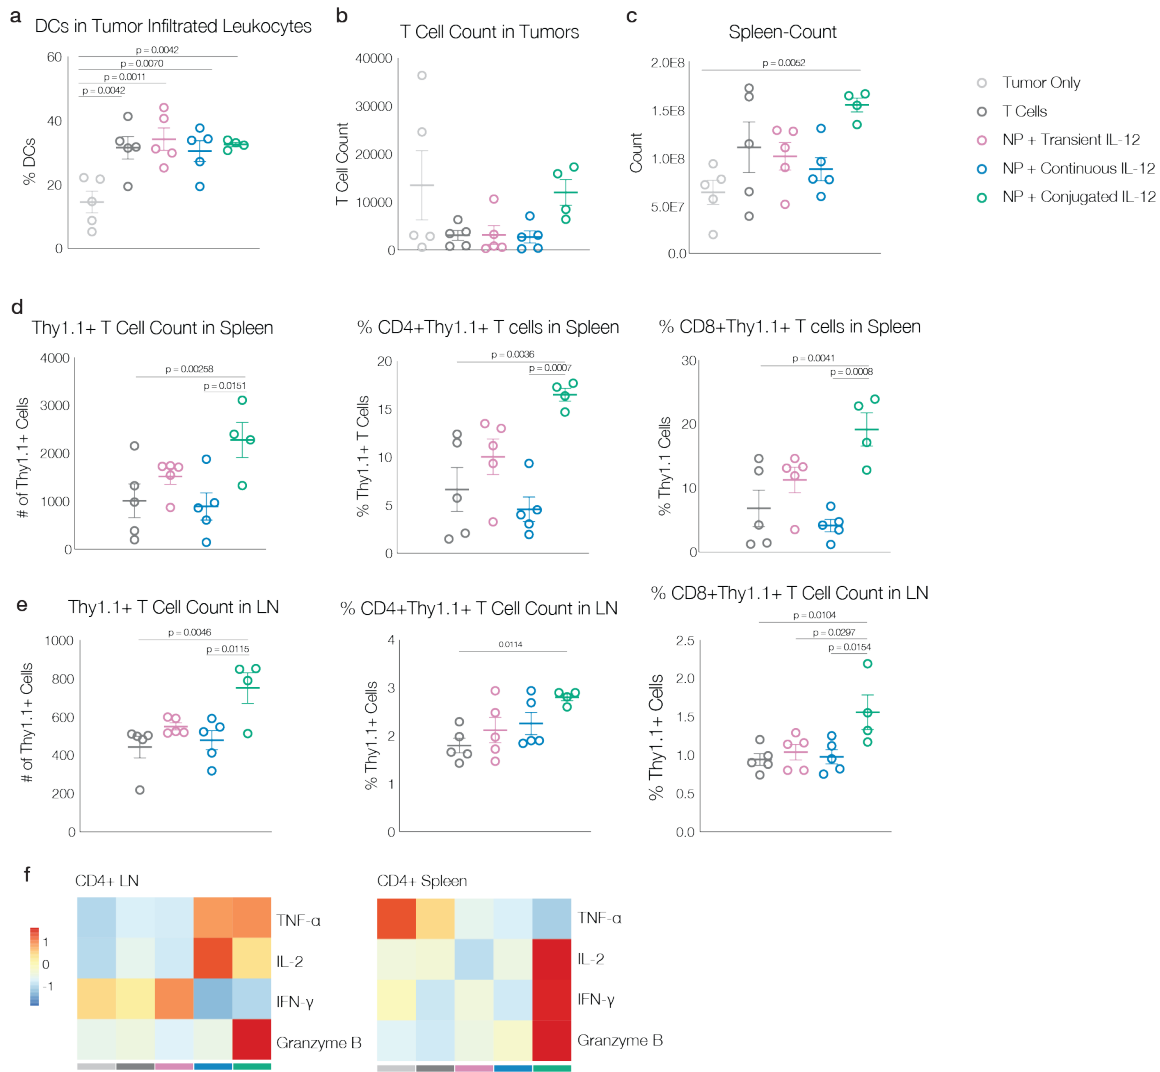 a
DCs in Tumor Infiltrated Leukocytes
p = 0.0042
p = 0.0070
p = 0.0011
p = 0.0042
60
40
20
0
% DCs
b
T Cell Count in Tumors
40000
30000
20000
10000
0
T Cell Count
c
Spleen-Count
p = 0.0052
2.0E8
1.5E8
1.0E8
5.0E7
0.0
Count
Tumor Only
T Cells
NP + Transient IL-12
NP + Continuous IL-12
NP + Conjugated IL-12
d
Thy1.1+ T Cell Count in Spleen
p = 0.00258
p = 0.0151
4000
3000
2000
1000
0
# of Thy1.1+ Cells
% CD4+Thy1.1+ T cells in Spleen
p = 0.0036
p = 0.0007
20
15
10
5
0
% Thy1.1+ T Cells
% CD8+Thy1.1+ T cells in Spleen
p = 0.0041
p = 0.0008
30
20
10
0
% Thy1.1 Cells
e
Thy1.1+ T Cell Count in LN
p = 0.0046
p = 0.0115
1000
800
600
400
200
0
# of Thy1.1+ Cells
% CD4+Thy1.1+ T Cell Count in LN
0.0114
4
3
2
1
0
% Thy1.1+ Cells
% CD8+Thy1.1+ T Cell Count in LN
p = 0.0104
p = 0.0297
p = 0.0154
2.5
2.0
1.5
1.0
0.5
0.0
% Thy1.1+ Cells
f
CD4+ LN
1
0
-1
TNF-α
IL-2
IFN-γ
Granzyme B
CD4+ Spleen
TNF-α
IL-2
IFN-γ
Granzyme B